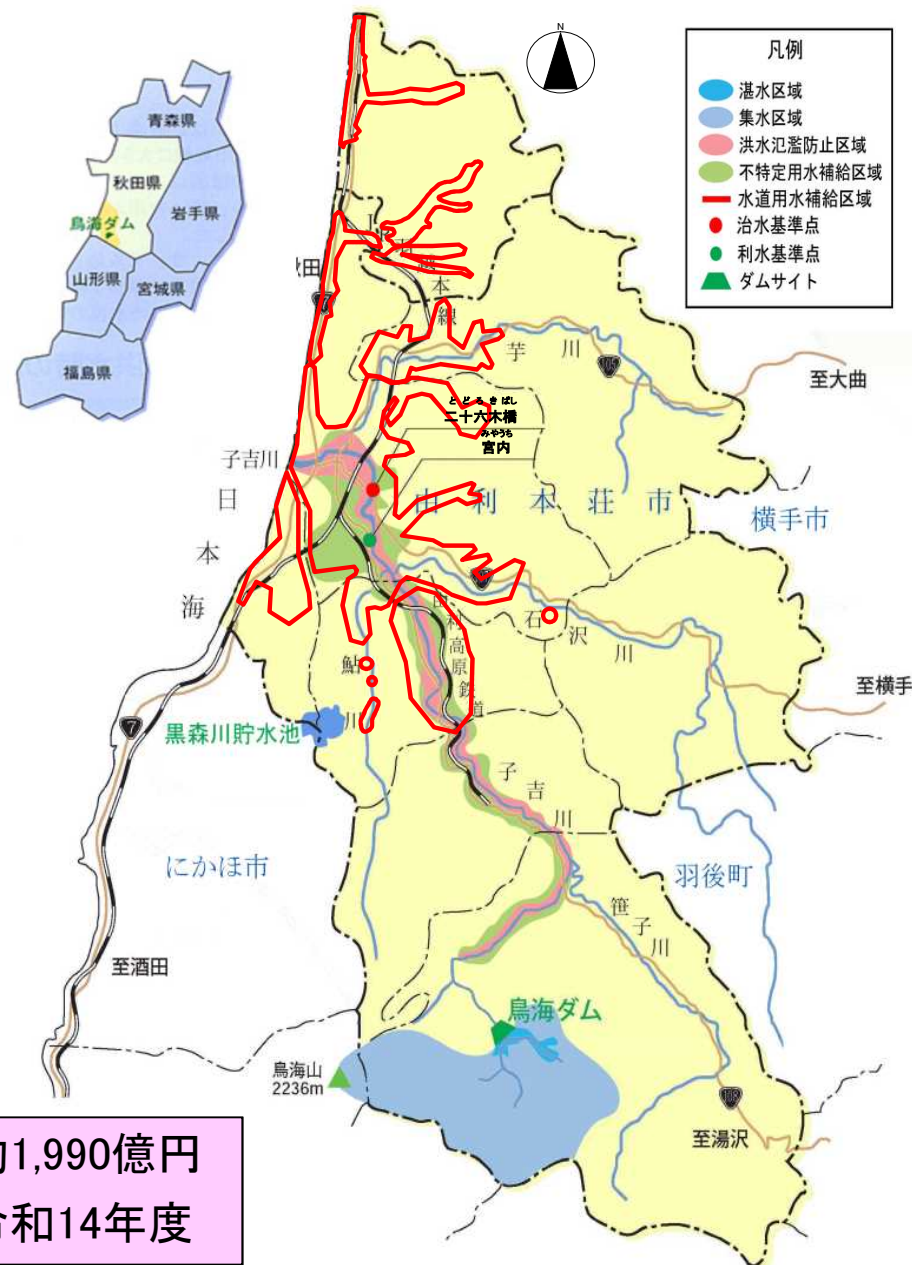 N
凡例
湛水区域
集水区域
洪水氾濫防止区域
不特定用水補給区域
水道用水補給区域
治水基準点
利水基準点
ダムサイト
青森県
秋田県
岩手県
鳥海ダム
山形県
宮城県
福島県
本
線
芋川
105
至大曲
とどろきばし
二十六木橋
みやうち
宮内
子吉川
由利本荘市
横手市
日本海
石沢川
高原鉄道
至横手
鮎川
黒森川貯水池
7
子吉川
にかほ市
羽後町
笹子川
至酒田
鳥海ダム
鳥海山
2236m
108
至湯沢
1,990億円
和14年度